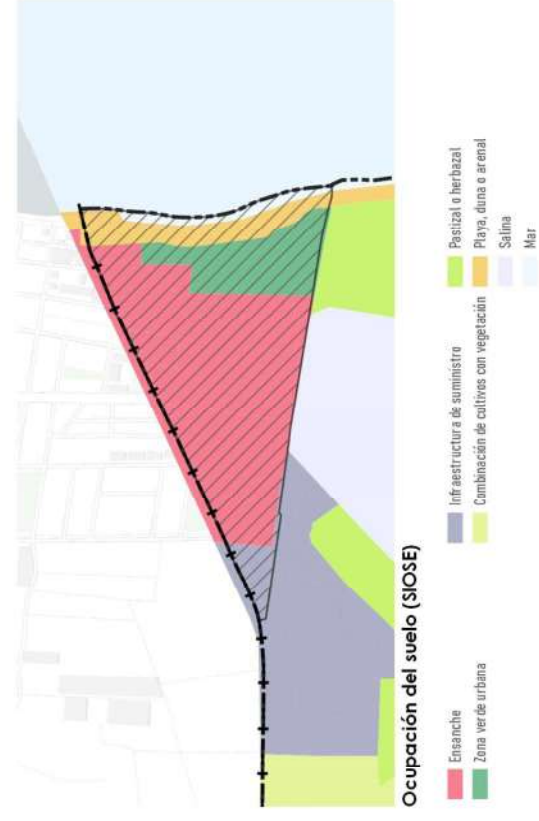 Ocupación del suelo (SIOSE)
Ensanche
Zona verde urbana
Infraestructura de suministro
Combinación de cultivos con vegetación
Pastizal o herbazal
Playa, duna o arenal
Salina
Mar